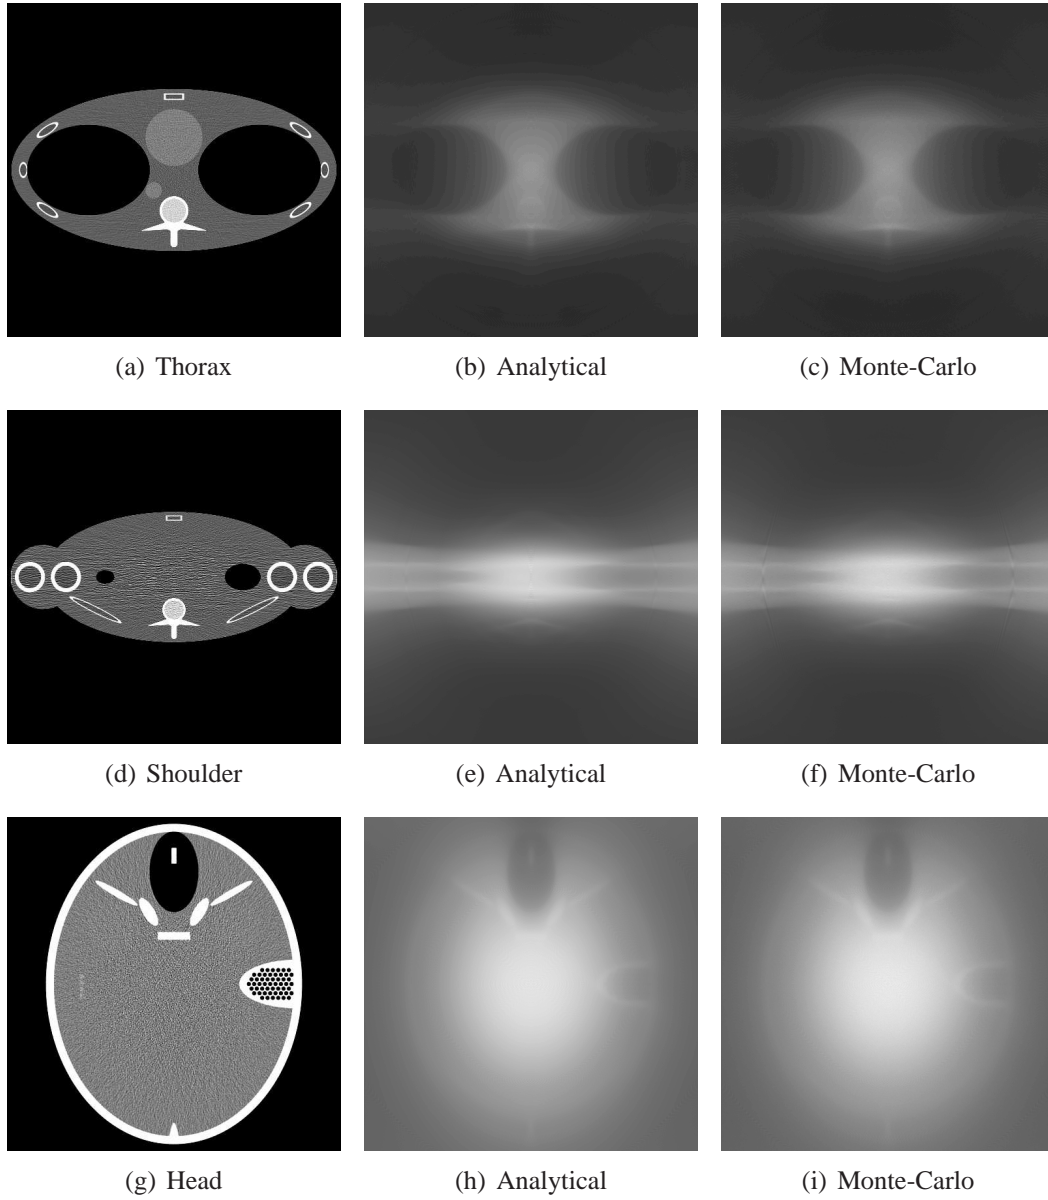 (a) Thorax
(b) Analytical
(c) Monte-Carlo
(d) Shoulder
(e) Analytical
(f) Monte-Carlo
(g) Head
(h) Analytical
(i) Monte-Carlo